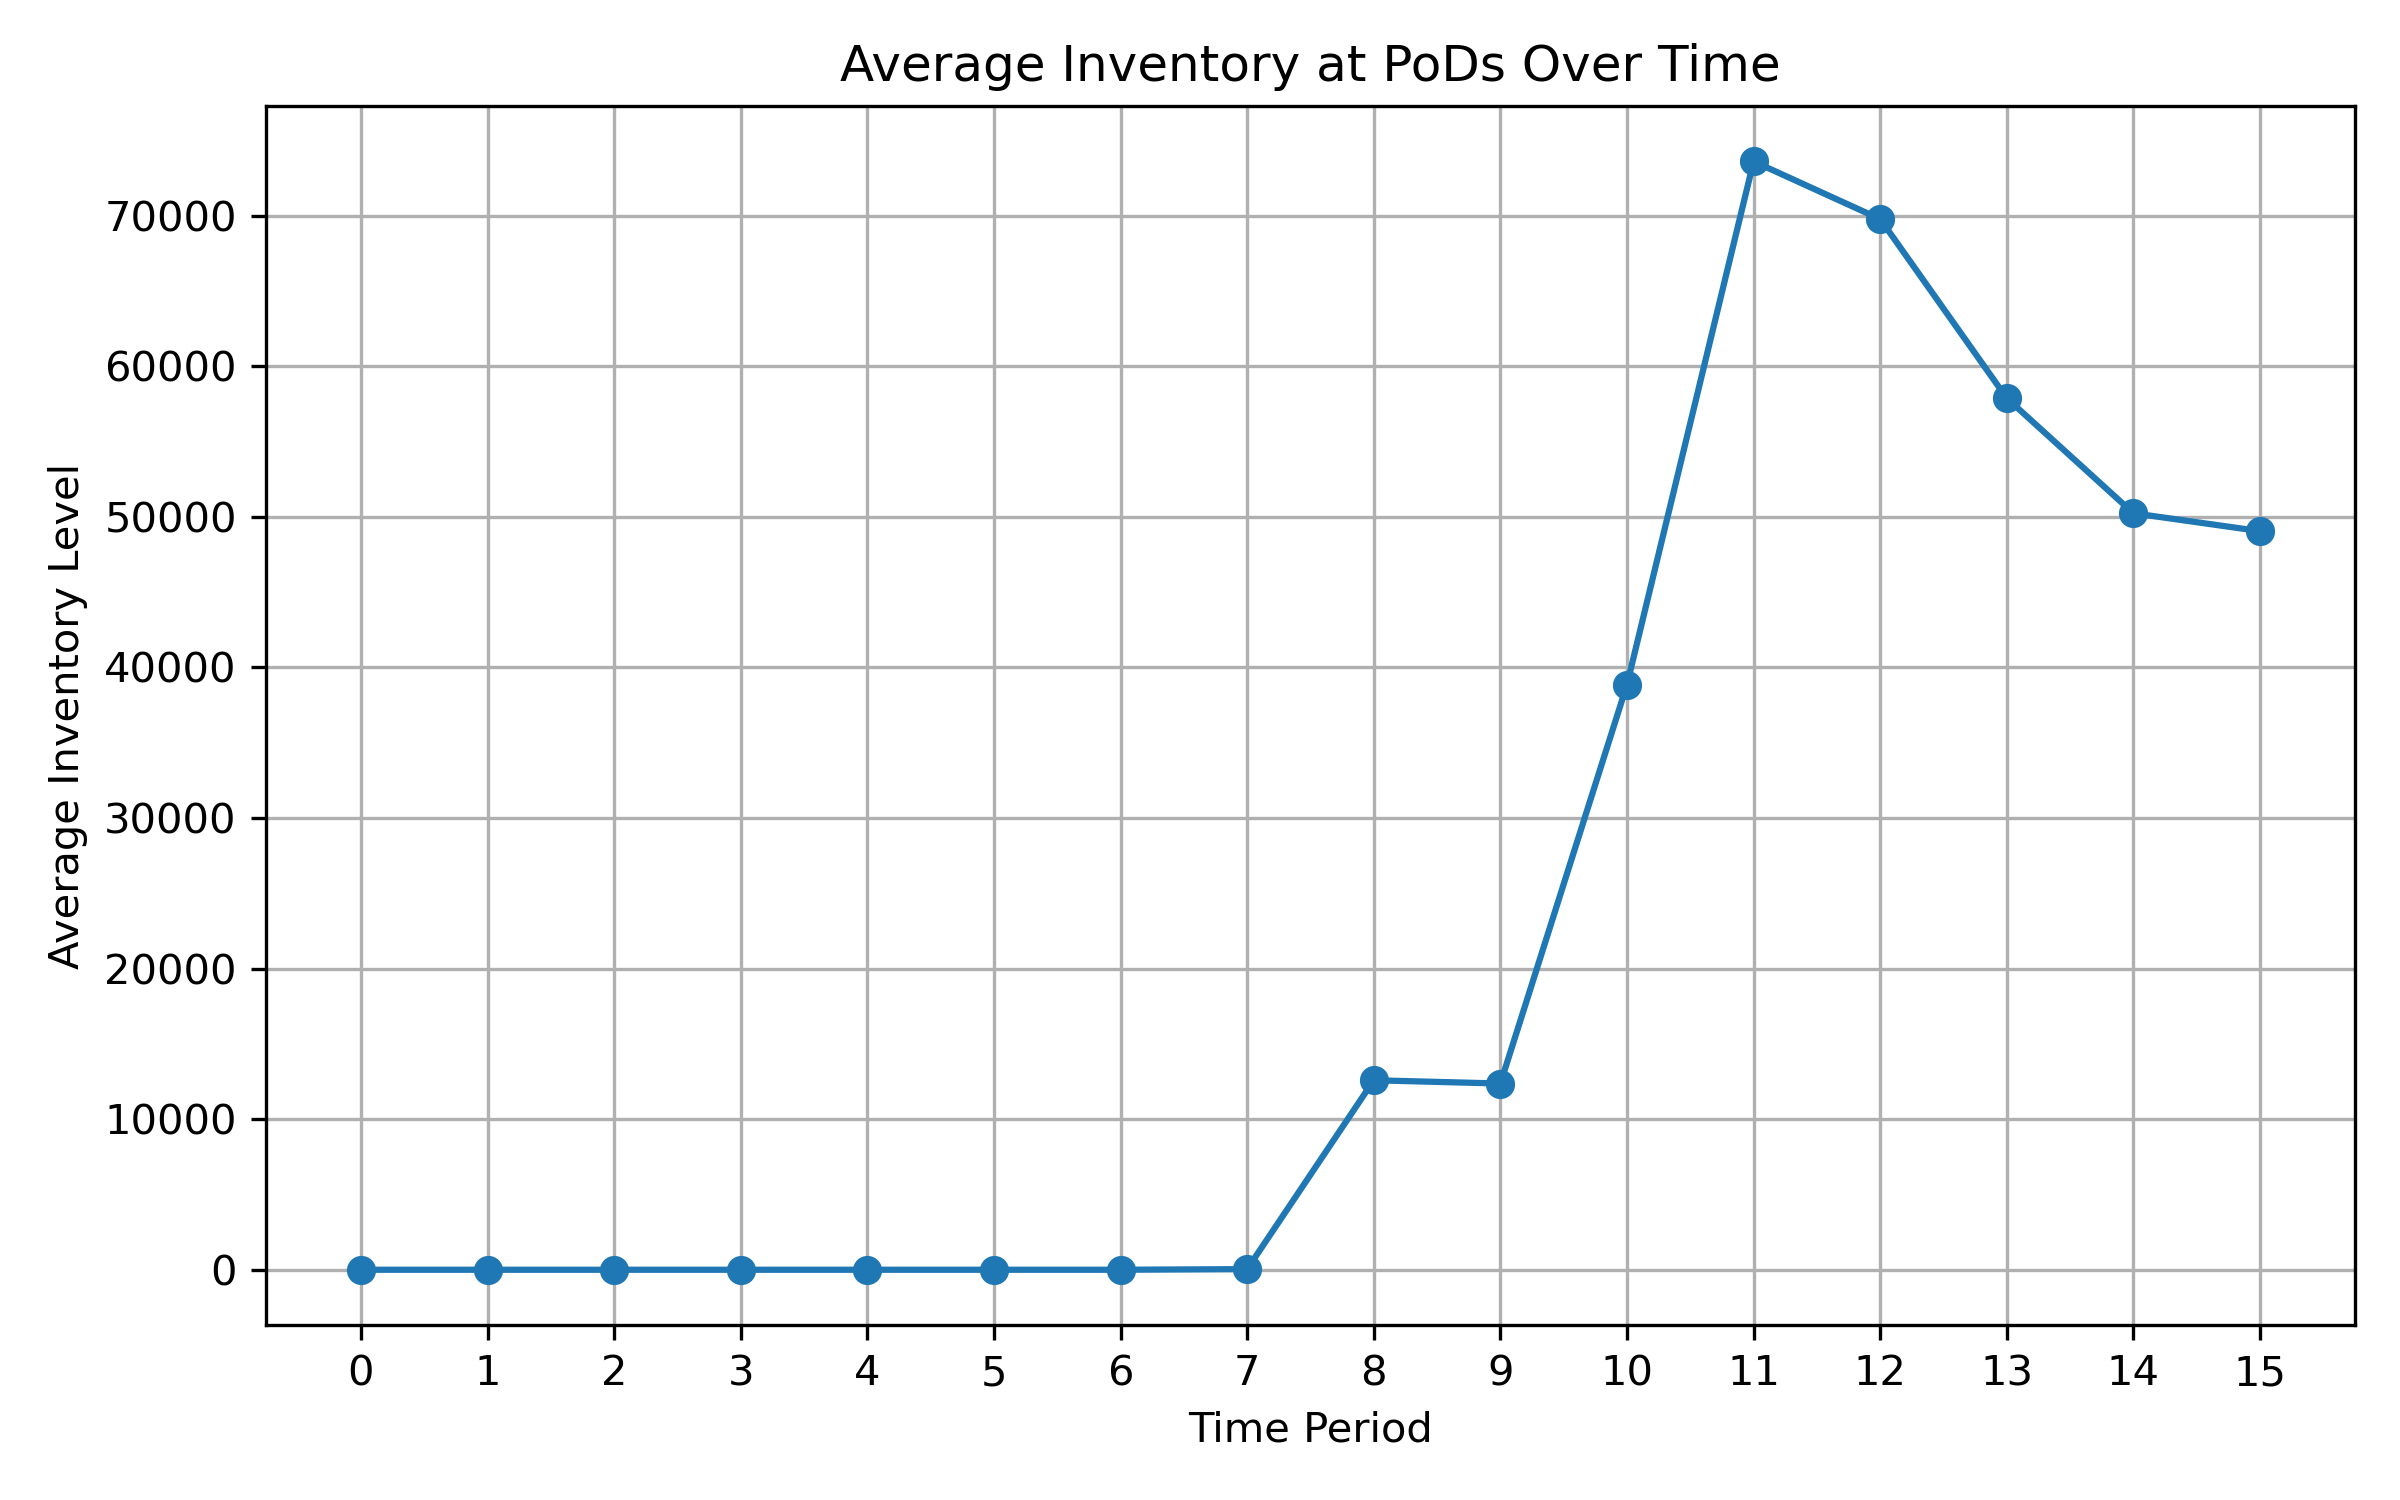 Average Inventory at PoDs Over Time
Average Inventory Level
70000
60000
50000
40000
30000
20000
10000
0
0 1 2 3 4 5 6 7 8 9 10 11 12 13 14 15
Time Period